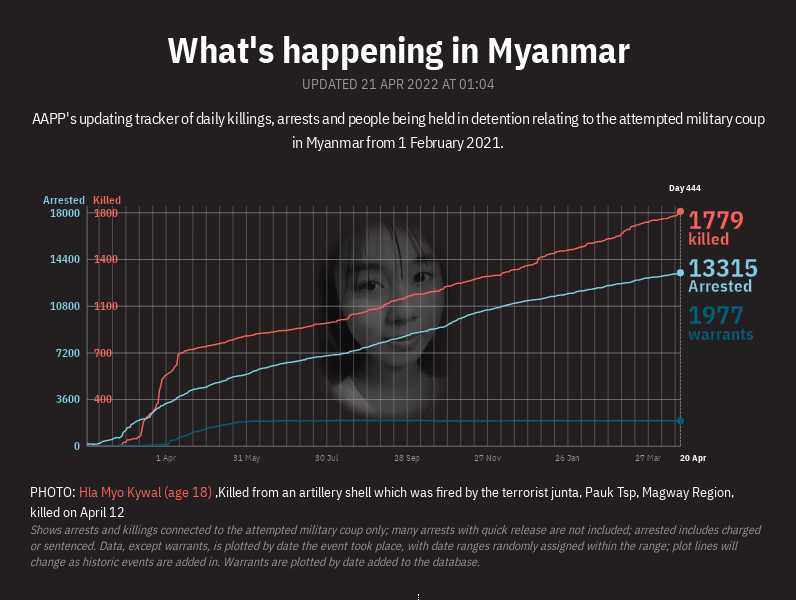 What's happening in Myanmar
UPDATED 21 APR 2022 AT 01:04
AAPP's updating tracker of daily killings, arrests and people being held in detention relating to the attempted military coup
in Myanmar from 1 February 2021.
Day 444
Arrested Killed
18000 1800
14400 1400
10800 1100
7200 700
3600 400
0
1779
killed
13315
Arrested
1977
warrants
1 Apr 31 May 30 Jul 28 Sep 27 Nov 26 Jan 27 Mar 20 Apr
PHOTO: Hla Myo Kywal (age 18) ,Killed from an artillery shell which was fired by the terrorist junta, Pauk Tsp, Magway Region,
killed on April 12
Shows arrests and killings connected to the attempted military coup only; many arrests with quick release are not included; arrested includes charged
or sentenced. Data, except warrants, is plotted by date the event took place, with date ranges randomly assigned within the range; plot lines will
change as historic events are added in. Warrants are plotted by date added to the database.